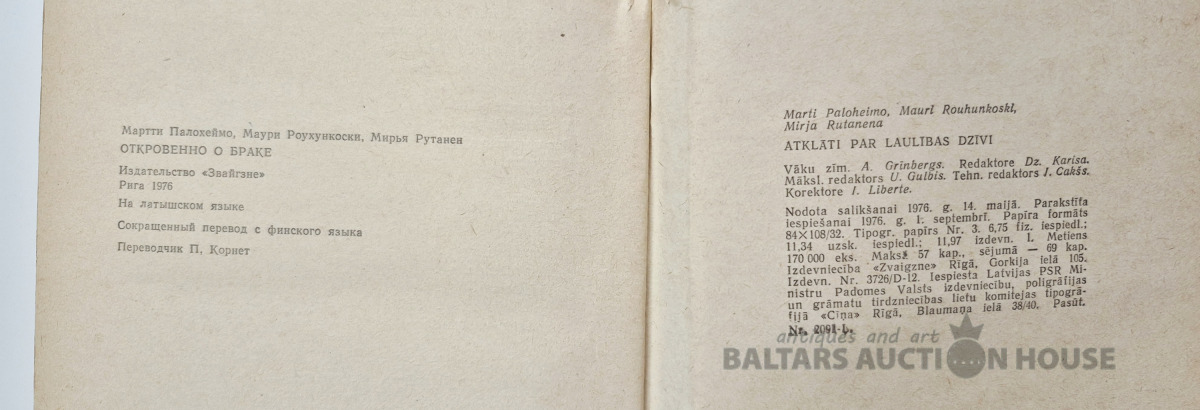 Мартти Палохеймо, Маури Роухункоски, Мирья Рутанен
ОТКРОВЕННО О БРАКЕ
Издательство «Звайгзне»
Рига 1976
На латышском языке
Сокращенный перевод с финского языка
Переводчик П. Корнет
Marti Paloheimo, Mauri Rouhunkoski,
Mirja Rutanena
ATKLĀTI PAR LAULĪBAS DZĪVI
Vāku zīm. A. Grīnbergs. Redaktore Dz. Karisa.
Māksl. redaktors U. Gulbis. Tehn. redaktors I. Cakšs.
Korektore I. Liberte.
Nodota salikšanai 1976. g. 14. maijā. Parakstīta
iespiešanai 1976. g. 1. septembrī. Papīra formāts
84×108/32. Tipogr. papīrs Nr. 3. 6,75 fiz. iespiedl.;
11,34 uzsk. iespiedl.; 11,97 izdevn. l. Metiens
170 000 eks. Maksā 57 kap., sējumā — 69 kap.
Izdevniecība «Zvaigzne» Rīgā, Gorkija ielā 105.
Izdevn. Nr. 3726/D-12. Iespiesta Latvijas PSR Mi-
nistru Padomes Valsts izdevniecību, poligrāfijas
un grāmatu tirdzniecības lietu komitejas tipogrā-
fijā «Cīņa» Rīgā, Blaumaņa ielā 38/40. Pasūt.
Nr. 2091-L.
antiques and art
BALTARS AUCTION HOUSE